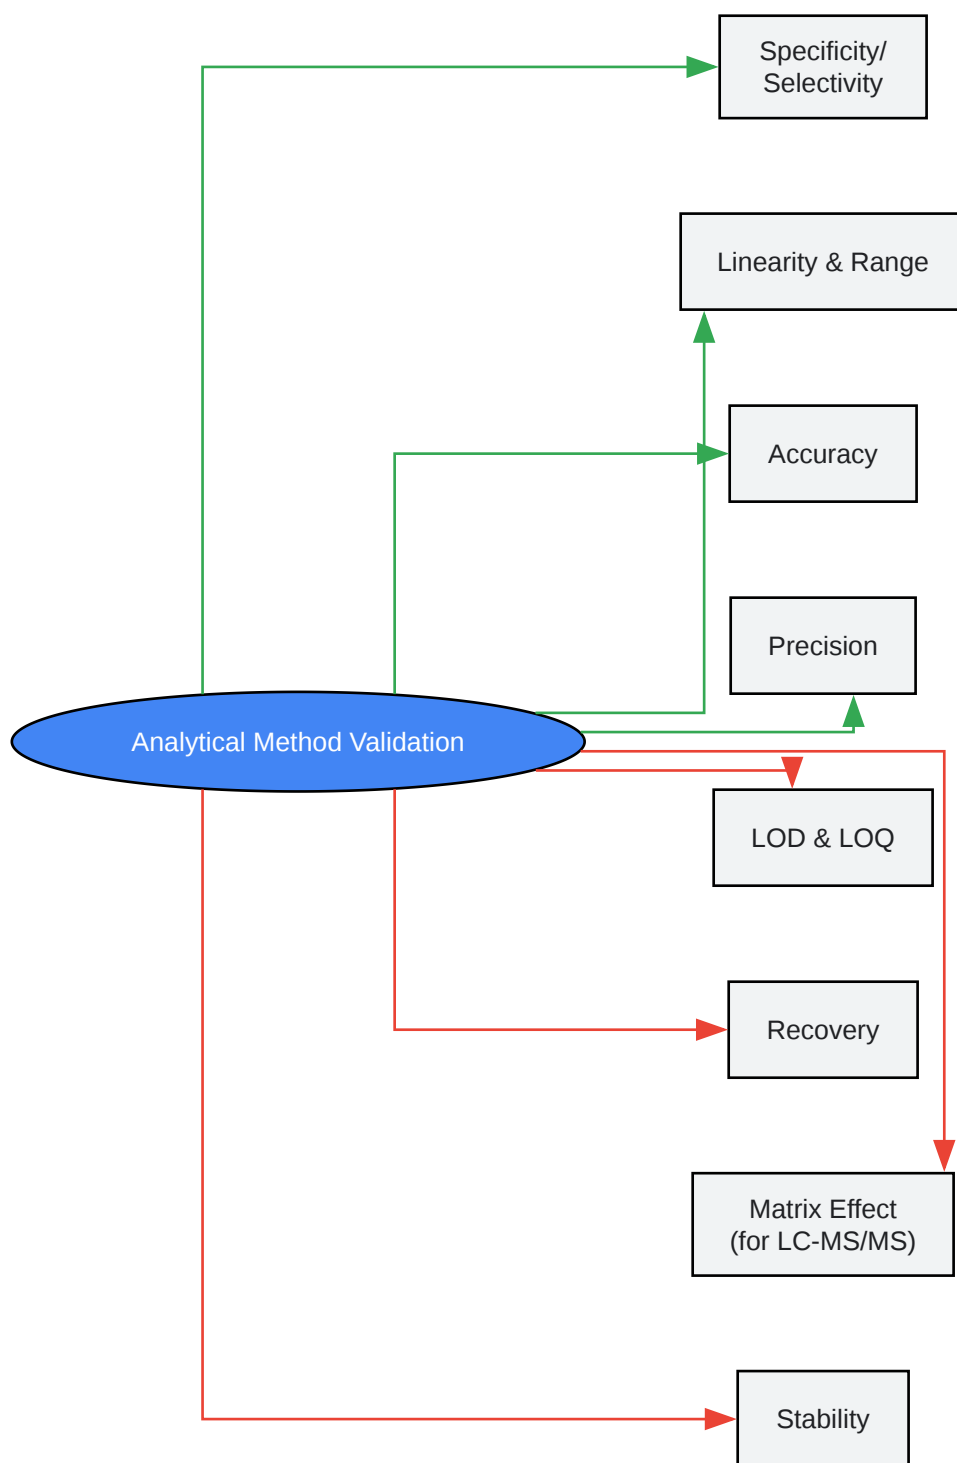 Specificity/
Selectivity
Linearity & Range
Accuracy
Precision
Analytical Method Validation
LOD & LOQ
Recovery
Matrix Effect
(for LC-MS/MS)
Stability